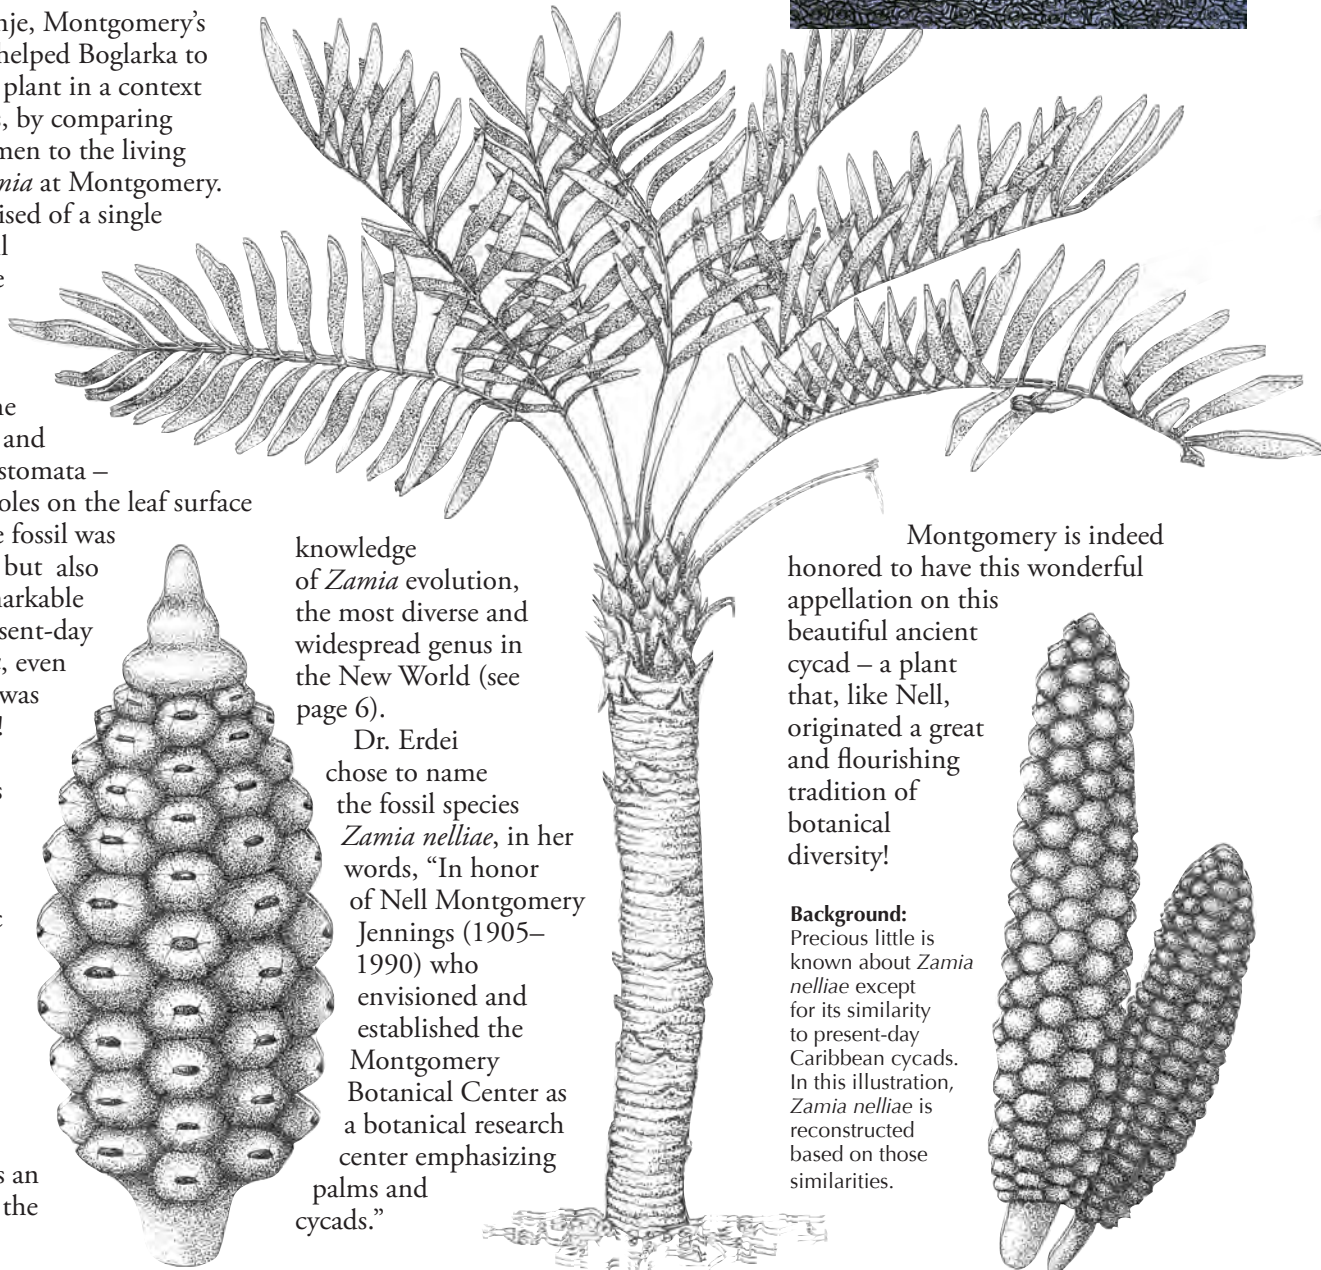 nje, Montgomery's
helped Boglarka to
plant in a context
, by comparing
men to the living
nia at Montgomery.
ised of a single
l
e
ne
and
stomata –
oles on the leaf surface
e fossil was
but also
narkable
sent-day
, even
was
!
s
c
s an
the
knowledge
of Zamia evolution,
the most diverse and
widespread genus in
the New World (see
page 6).
Dr. Erdei
chose to name
the fossil species
Zamia nelliae, in her
words, “In honor
of Nell Montgomery
Jennings (1905–
1990) who
envisioned and
established the
Montgomery
Botanical Center as
a botanical research
center emphasizing
palms and
cycads.”
Montgomery is indeed
honored to have this wonderful
appellation on this
beautiful ancient
cycad – a plant
that, like Nell,
originated a great
and flourishing
tradition of
botanical
diversity!
Background:
Precious little is
known about Zamia
nelliae except
for its similarity
to present-day
Caribbean cycads.
In this illustration,
Zamia nelliae is
reconstructed
based on those
similarities.